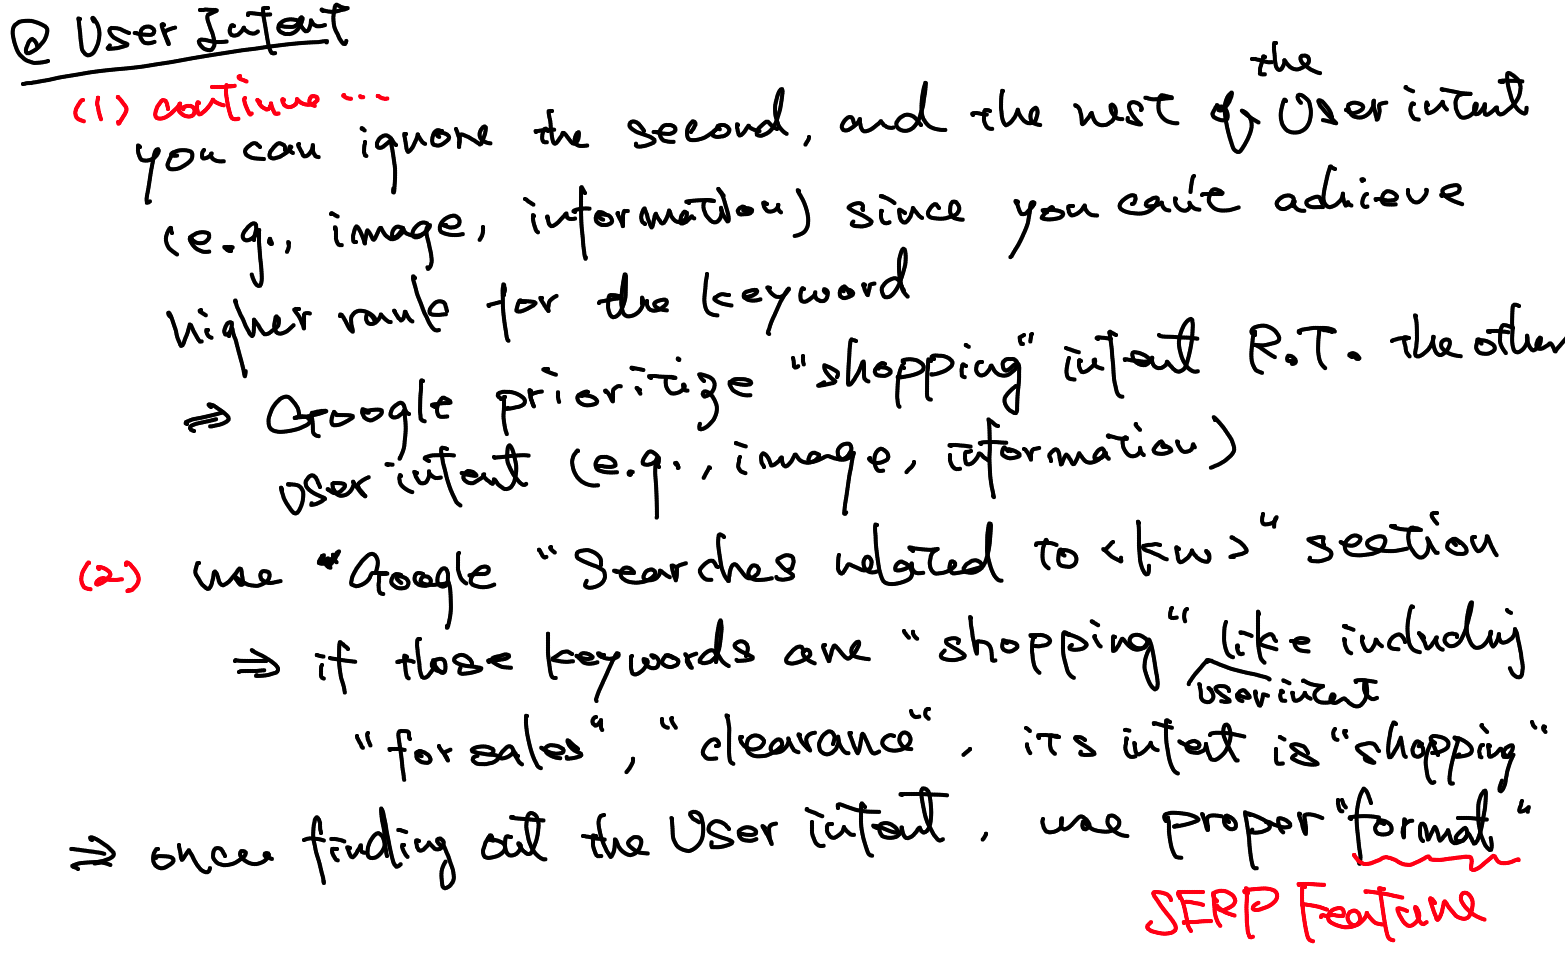 @ User Intent
(1) continue ...
you can ignore the second, and the rest of the User intent
(e.g., image, information) since you can't achieve
higher rank for the keyword
⇒ Google prioritize "shopping" intent R.T. the other
user intent (e.g., image, information)
(2) use "Google "Searches related to <kw>" section
⇒ if those keywords are "shopping" like including
user intent
"for sales", "clearance", its intent is "shopping"
⇒ once finding out the User intent, use proper "format"
SERP Feature